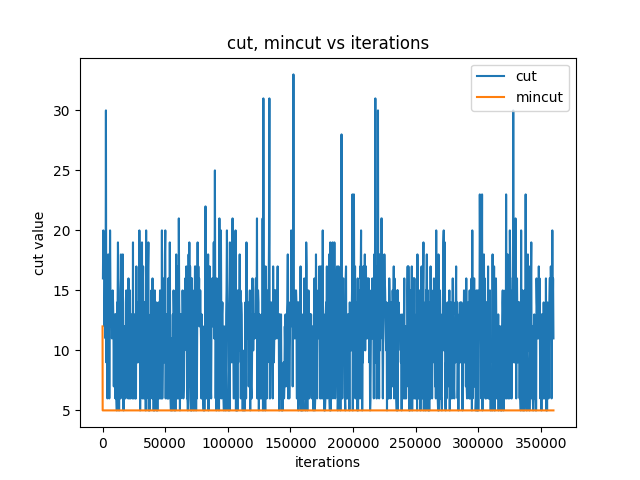 cut, mincut vs iterations
cut
mincut
cut value
30
25
20
15
10
5
0
50000
100000
150000
200000
250000
300000
350000
iterations